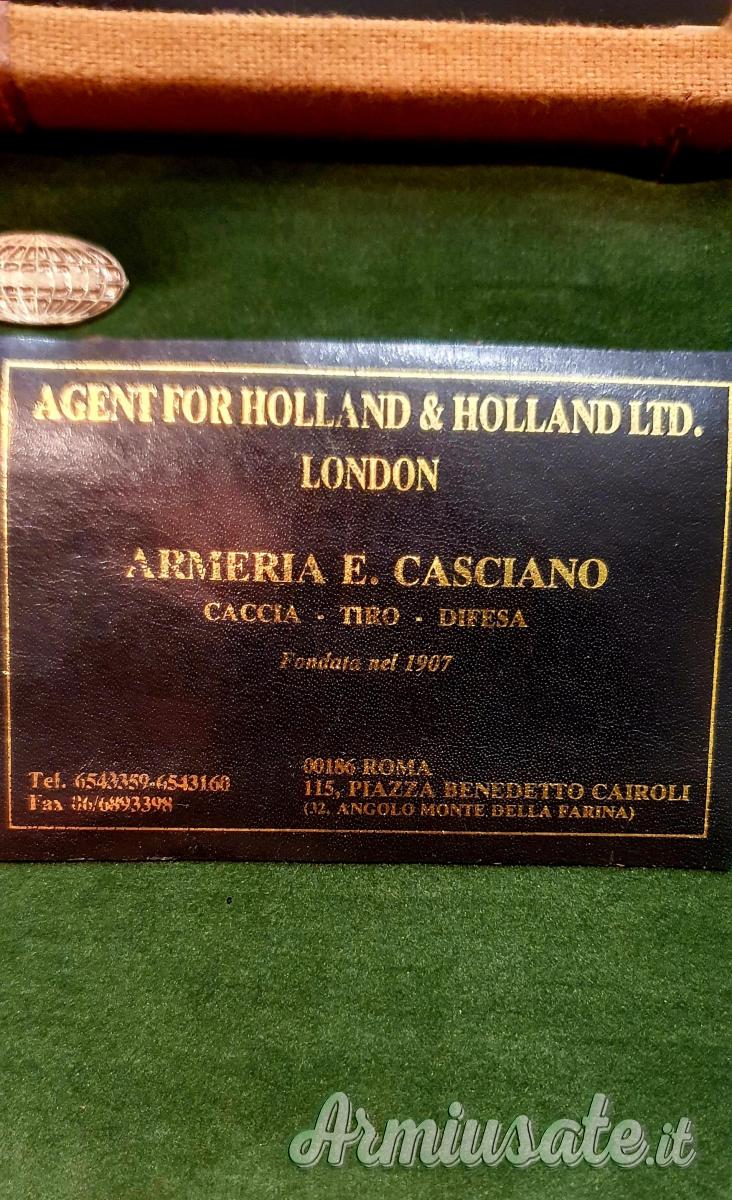 AGENT FOR HOLLAND & HOLLAND LTD.
LONDON
ARMERIA E. CASCIANO
CACCIA - TIRO - DIFESA
Fondata nel 1907
Tel. 6543359-6543160
Fax 06/6893398
00186 ROMA
115, PIAZZA BENEDETTO CAIROLI
(32, ANGOLO MONTE DELLA FARINA)
Armiusate.it